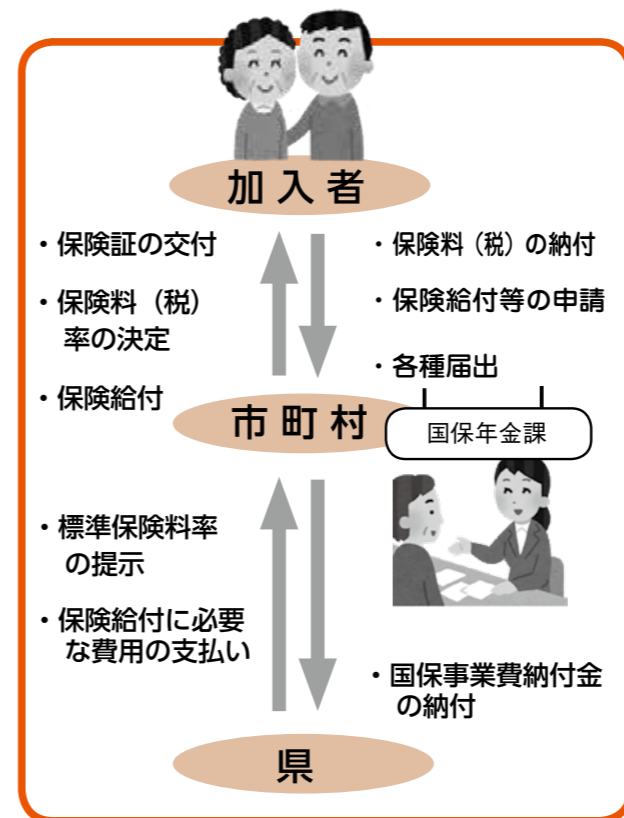 加入者
・保険証の交付
・保険料（税）
率の決定
・保険給付
・保険料（税）の納付
・保険給付等の申請
・各種届出
市町村
国保年金課
・標準保険料率
の提示
・保険給付に必要
な費用の支払い
・国保事業費納付金
の納付
県